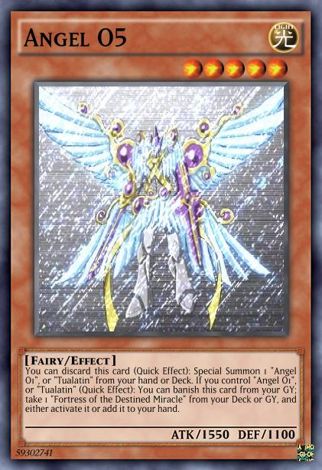 ANGEL O5
LIGHT
光
[FAIRY/EFFECT]
You can discard this card (Quick Effect): Special Summon 1 "Angel
O1", or "Tualatin" from your hand or Deck. If you control "Angel O1",
or "Tualatin" (Quick Effect): You can banish this card from your GY;
take 1 "Fortress of the Destined Miracle" from your Deck or GY, and
either activate it or add it to your hand.
ATK/1550 DEF/1100
59302741